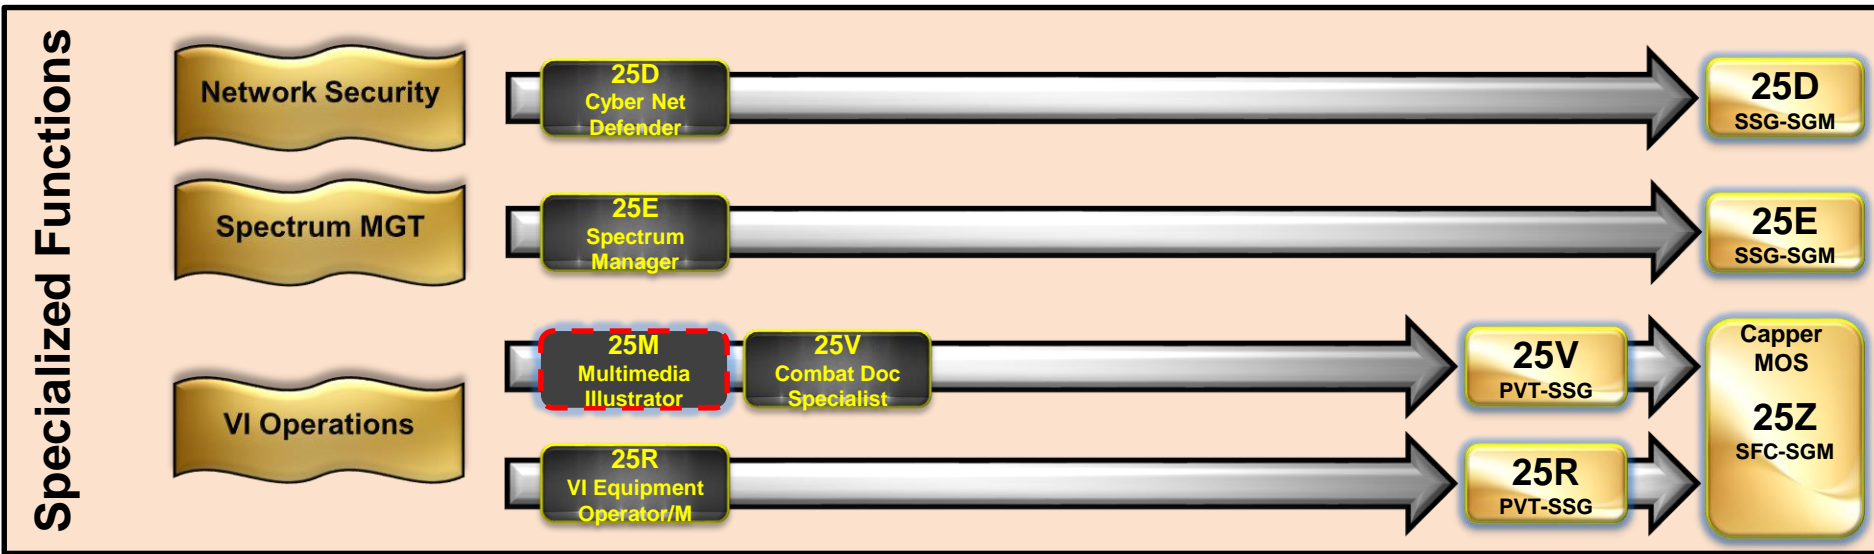 Specialized Functions
Network Security
25D
Cyber Net
Defender
25D
SSG-SGM
Spectrum MGT
25E
Spectrum
Manager
25E
SSG-SGM
VI Operations
25M
Multimedia
Illustrator
25V
Combat Doc
Specialist
25V
PVT-SSG
25R
VI Equipment
Operator/M
25R
PVT-SSG
Capper
MOS
25Z
SFC-SGM